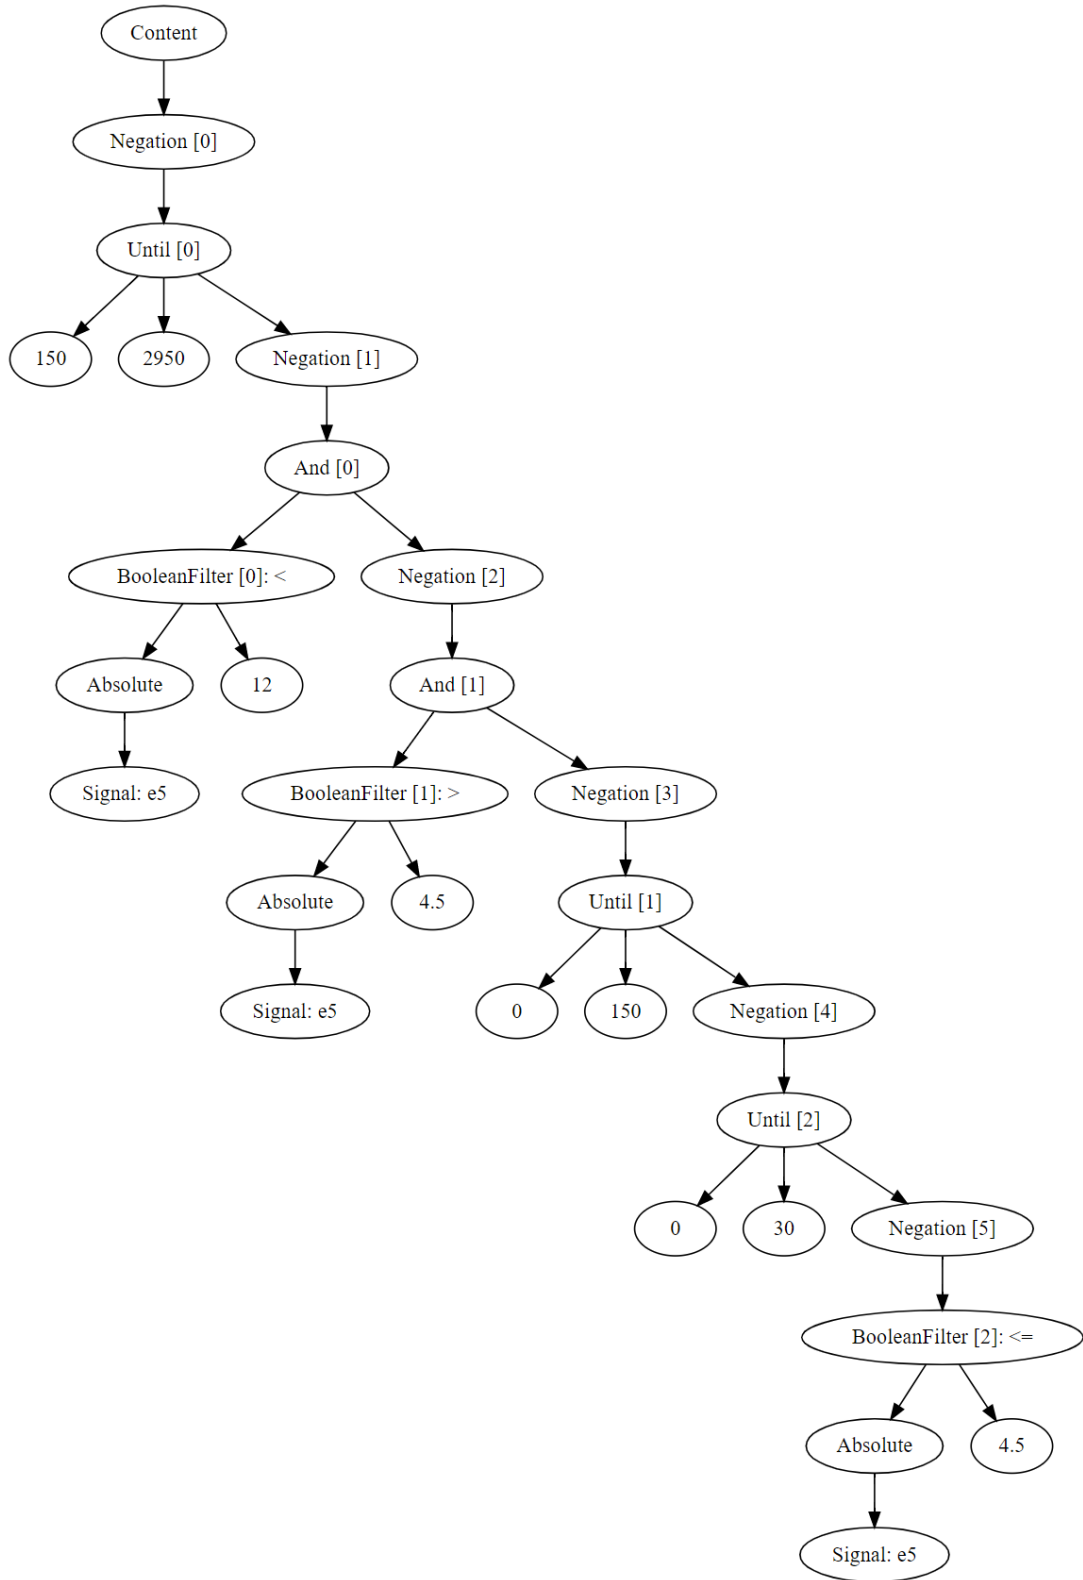 Content
Negation [0]
Until [0]
150
2950
Negation [1]
And [0]
BooleanFilter [0]: <
Negation [2]
Absolute
12
And [1]
Signal: e5
BooleanFilter [1]: >
Negation [3]
Absolute
4.5
Until [1]
Signal: e5
0
150
Negation [4]
Until [2]
0
30
Negation [5]
BooleanFilter [2]: <=
Absolute
4.5
Signal: e5